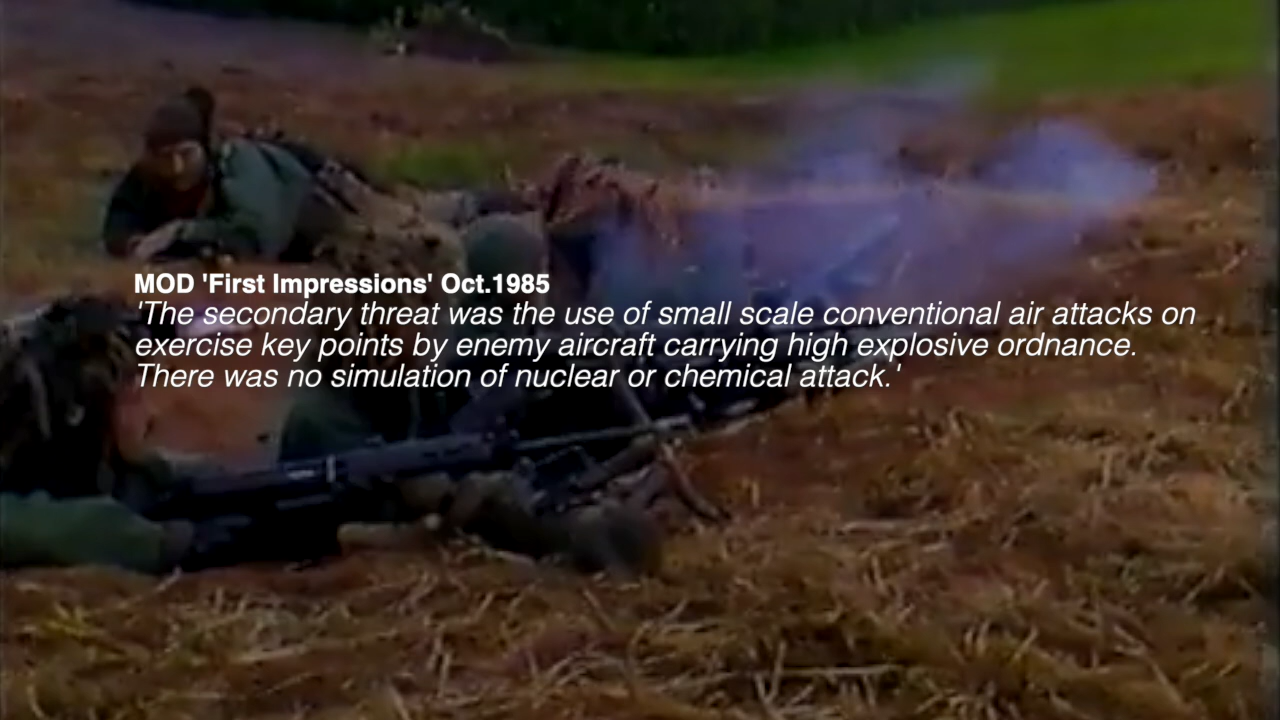 MOD 'First Impressions' Oct.1985
'The secondary threat was the use of small scale conventional air attacks on
exercise key points by enemy aircraft carrying high explosive ordnance.
There was no simulation of nuclear or chemical attack.'